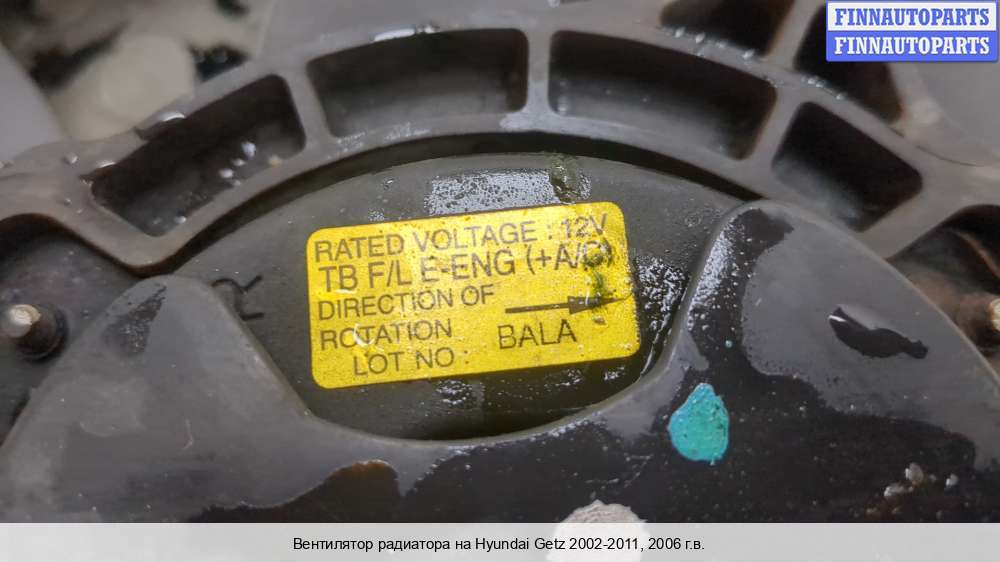 FINNAUTOPARTS
FINNAUTOPARTS
RATED VOLTAGE : 12V
TB F/L E-ENG (+A/C)
DIRECTION OF
ROTATION
LOT NO : BALA
R
Вентилятор радиатора на Hyundai Getz 2002-2011, 2006 г.в.